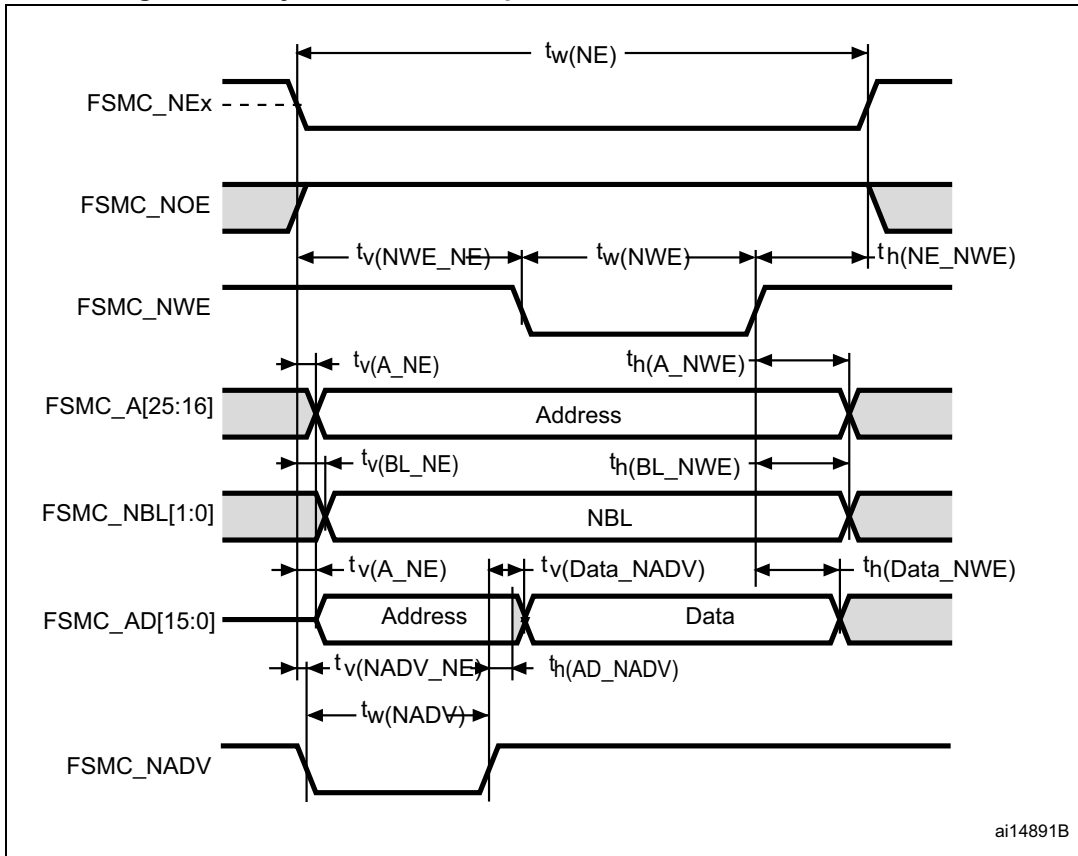 tw(NE)
FSMC_NEx
FSMC_NOE
tv(NWE_NE) tw(NWE) th(NE_NWE)
FSMC_NWE
tv(A_NE) th(A_NWE)
FSMC_A[25:16] Address
tv(BL_NE) th(BL_NWE)
FSMC_NBL[1:0] NBL
tv(A_NE) tv(Data_NADV) th(Data_NWE)
FSMC_AD[15:0] Address Data
tv(NADV_NE) th(AD_NADV)
tw(NADV)
FSMC_NADV
ai14891B